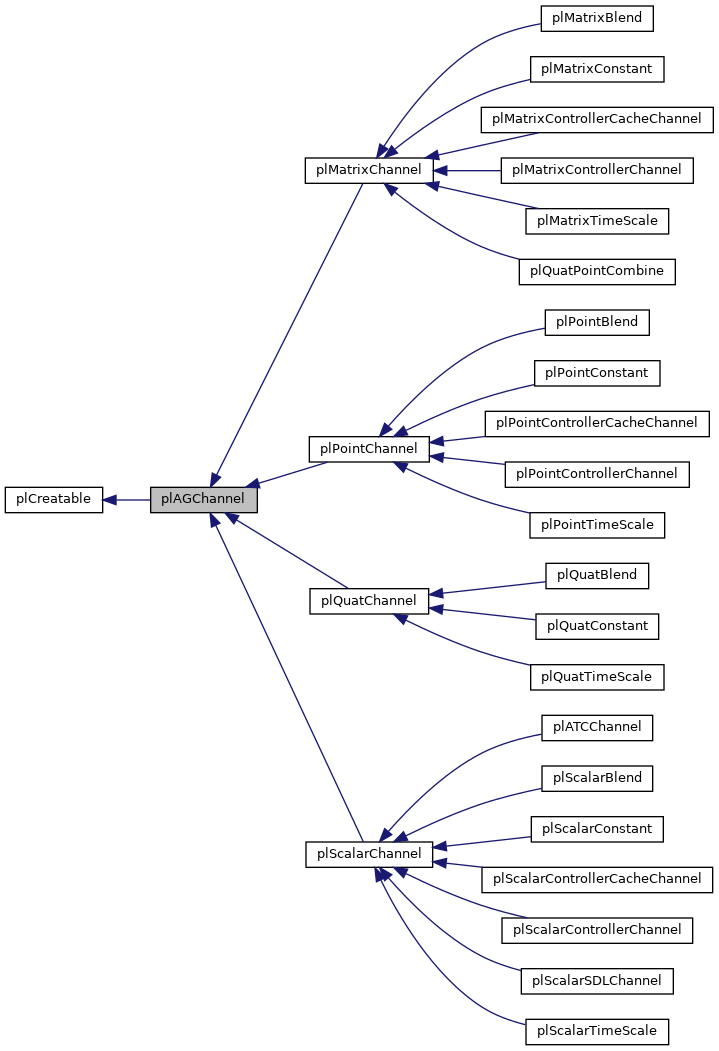 plMatrixBlend
plMatrixConstant
plMatrixControllerCacheChannel
plMatrixChannel
plMatrixControllerChannel
plMatrixTimeScale
plQuatPointCombine
plPointBlend
plPointConstant
plPointControllerCacheChannel
plPointChannel
plPointControllerChannel
plCreatable
plAGChannel
plPointTimeScale
plQuatBlend
plQuatChannel
plQuatConstant
plQuatTimeScale
plATCChannel
plScalarBlend
plScalarConstant
plScalarChannel
plScalarControllerCacheChannel
plScalarControllerChannel
plScalarSDLChannel
plScalarTimeScale